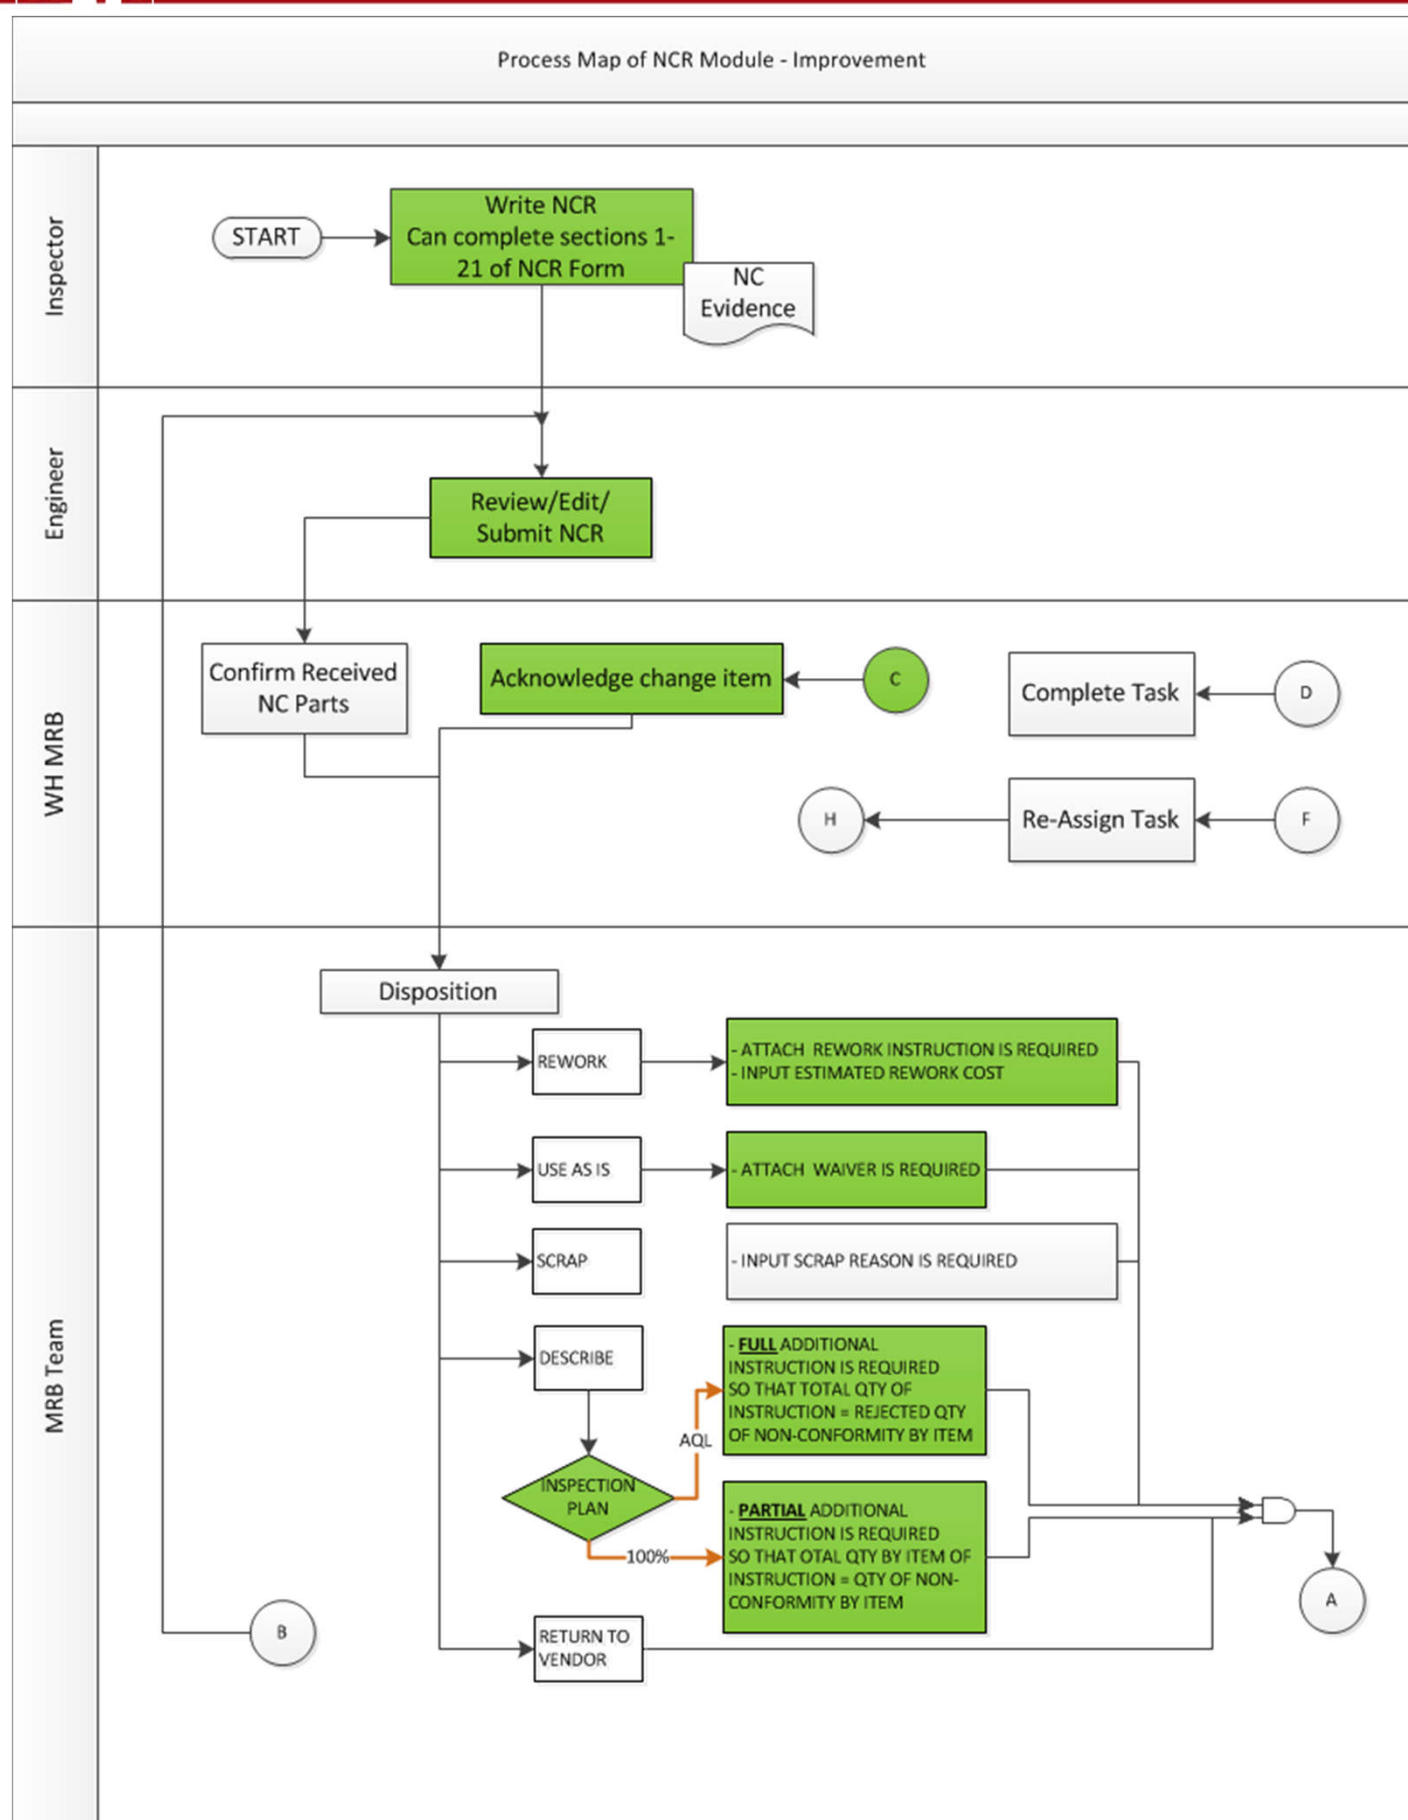 Process Map of NCR Module - Improvement
Inspector
START
Write NCR
Can complete sections 1-
21 of NCR Form
NC
Evidence
Engineer
Review/Edit/
Submit NCR
WH MRB
Confirm Received
NC Parts
Acknowledge change item
C
Complete Task
D
H
Re-Assign Task
F
MRB Team
Disposition
REWORK
- ATTACH REWORK INSTRUCTION IS REQUIRED
- INPUT ESTIMATED REWORK COST
USE AS IS
- ATTACH WAIVER IS REQUIRED
SCRAP
- INPUT SCRAP REASON IS REQUIRED
DESCRIBE
- FULL ADDITIONAL
INSTRUCTION IS REQUIRED
SO THAT TOTAL QTY OF
INSTRUCTION = REJECTED QTY
OF NON-CONFORMITY BY ITEM
AQL
INSPECTION
PLAN
100%
- PARTIAL ADDITIONAL
INSTRUCTION IS REQUIRED
SO THAT OTAL QTY BY ITEM OF
INSTRUCTION = QTY OF NON-
CONFORMITY BY ITEM
A
B
RETURN TO
VENDOR